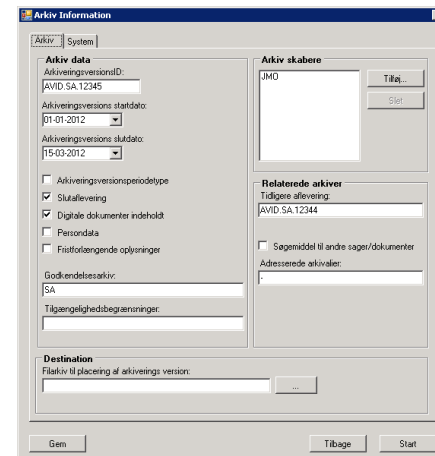 Arkiv Information
Arkiv
System
Arkiv data
ArkiveringsversionsID:
AVID.SA.12345
Arkiveringsversions startdato:
01-01-2012
Arkiveringsversions slutdato:
15-03-2012
Arkiveringsversionsperiodetype
Slutaflevering
Digitale dokumenter indeholdt
Persondata
Fristforlængende oplysninger
Godkendelsesarkiv:
SA
Tilgængelighedsbegrænsninger:
Arkiv skabere
JMO
Tilføj...
Slet
Relaterede arkiver
Tidligere aflevering:
AVID.SA.12344
Søgemiddel til andre sager/dokumenter
Adresserede arkivalier:
-
Destination
Filarkiv til placering af arkiverings version:
...
Gem
Tilbage
Start